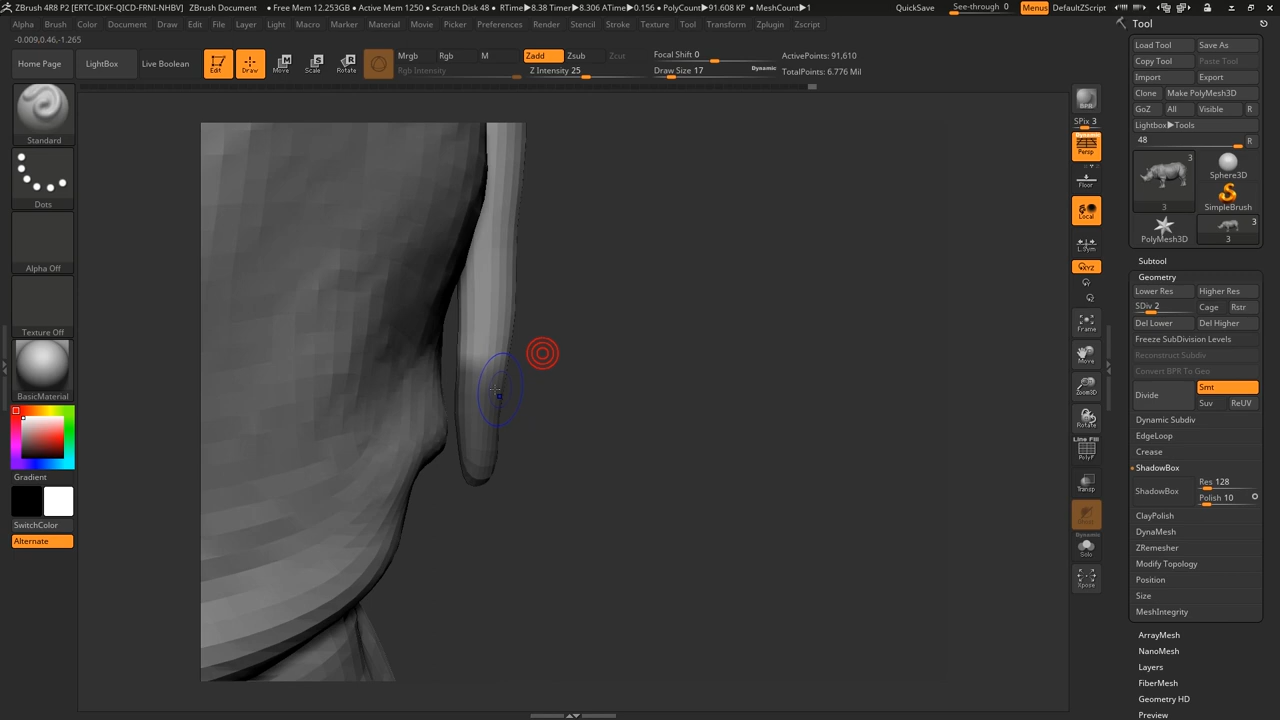 ZBrush 4R8 P2 [ERTC-IDKF-QICD-FRNI-NHBV] ZBrush Document • Free Mem 12.253GB • Active Mem 1250 • Scratch Disk 48 • RTime▶8.38 Timer▶8.306 ATime▶0.156 • PolyCount▶91.608 KP • MeshCount▶1 QuickSave See-through 0 Menus DefaultZScript
Alpha Brush Color Document Draw Edit File Layer Light Macro Marker Material Movie Picker Preferences Render Stencil Stroke Texture Tool Transform Zplugin Zscript
-0.009,0.46,-1.265
Home Page LightBox Live Boolean Edit Draw Move Scale Rotate
Mrgb Rgb M Zadd Zsub Zcut Focal Shift 0 ActivePoints: 91,610
Rgb Intensity Z Intensity 25 Draw Size 17 Dynamic TotalPoints: 6.776 Mil
Standard
Dots
Alpha Off
Texture Off
BasicMaterial
Gradient
SwitchColor
Alternate
BPR
SPix 3
Dynamic
Persp
Floor
Local
L.Sym
XYZ
Frame
Move
Zoom3D
Rotate
Line Fill
PolyF
Transp
Dynamic
Solo
Xpose
Tool
Load Tool Save As
Copy Tool Paste Tool
Import Export
Clone Make PolyMesh3D
GoZ All Visible R
Lightbox▶Tools
48 R
3
Sphere3D
3
SimpleBrush
PolyMesh3D
3
3
Subtool
Geometry
Lower Res Higher Res
SDiv 2 Cage Rstr
Del Lower Del Higher
Freeze SubDivision Levels
Reconstruct Subdiv
Convert BPR To Geo
Divide Smt
Suv ReUV
Dynamic Subdiv
EdgeLoop
Crease
ShadowBox
ShadowBox Res 128
Polish 10
ClayPolish
DynaMesh
ZRemesher
Modify Topology
Position
Size
MeshIntegrity
ArrayMesh
NanoMesh
Layers
FiberMesh
Geometry HD
Preview